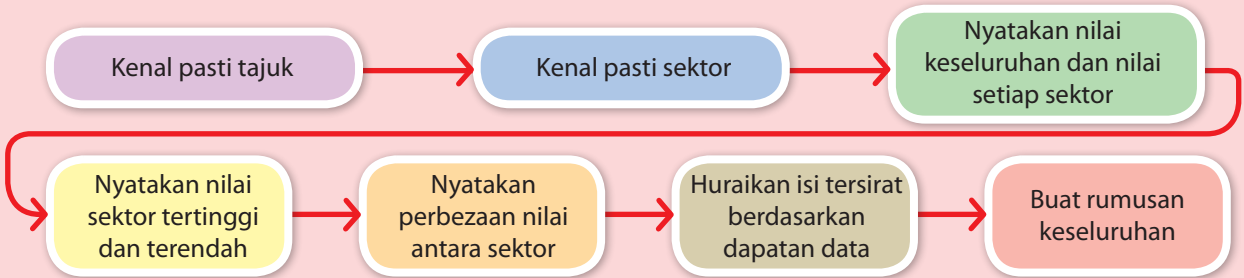 Kenal pasti tajuk
Kenal pasti sektor
Nyatakan nilai
keseluruhan dan nilai
setiap sektor
Nyatakan nilai
sektor tertinggi
dan terendah
Nyatakan
perbezaan nilai
antara sektor
Huraikan isi tersirat
berdasarkan
dapatan data
Buat rumusan
keseluruhan